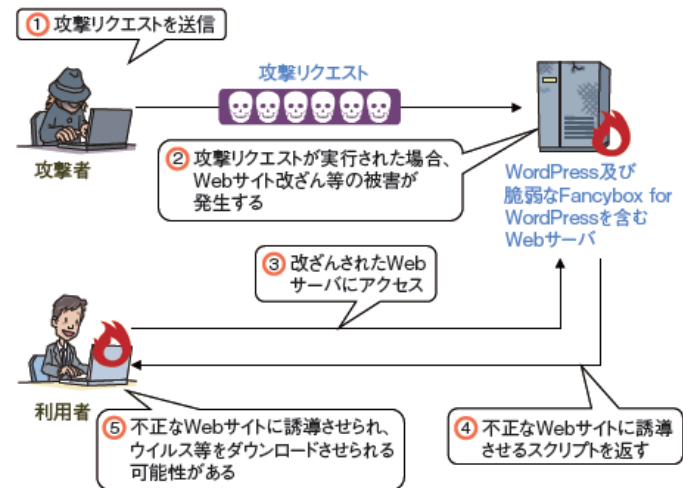 ① 攻撃リクエストを送信
攻撃リクエスト
攻撃者
② 攻撃リクエストが実行された場合、
Webサイト改ざん等の被害が
発生する
WordPress及び
脆弱なFancybox for
WordPressを含む
Webサーバ
③ 改ざんされたWeb
サーバにアクセス
利用者
⑤ 不正なWebサイトに誘導させられ、
ウイルス等をダウンロードさせられる
可能性がある
④ 不正なWebサイトに誘導
させるスクリプトを返す